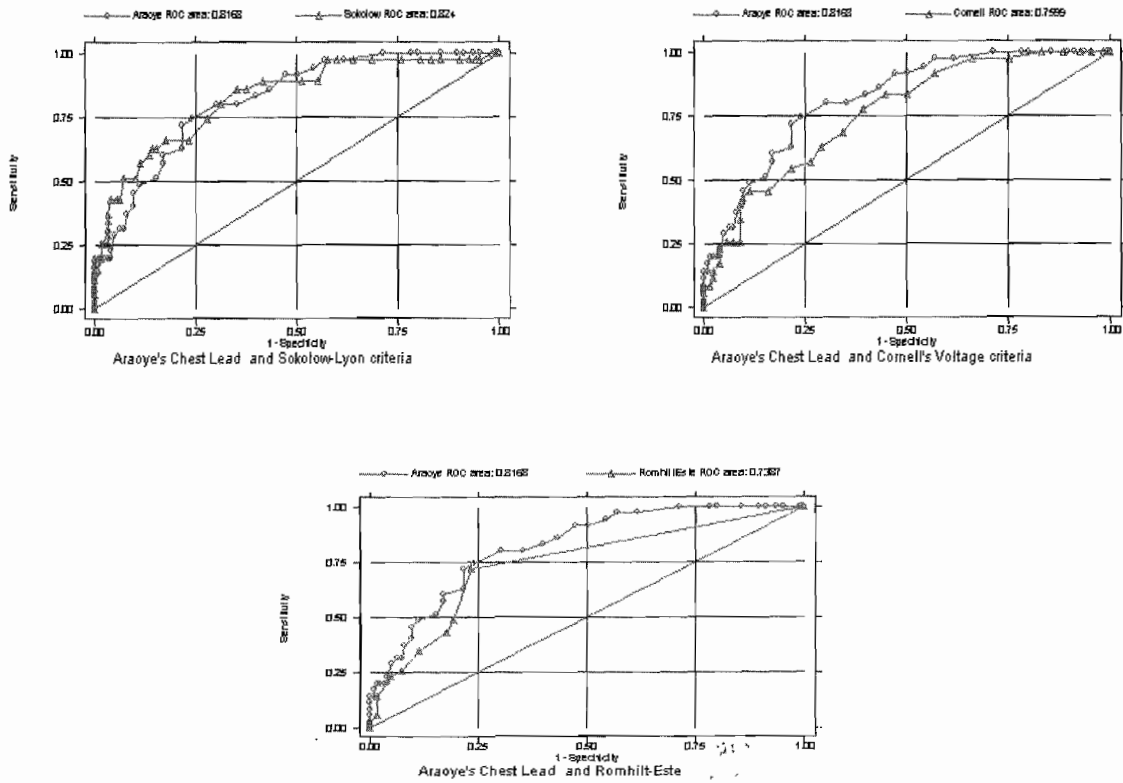 Araoye ROC area: 0.8168 Sokolow ROC area: 0.824
Sensitivity
1.00
0.75
0.50
0.25
0.00
0.00 0.25 0.50 0.75 1.00
1 - Specificity
Araoye's Chest Lead and Sokolow-Lyon criteria
Araoye ROC area: 0.8168 Cornell ROC area: 0.7599
Sensitivity
1.00
0.75
0.50
0.25
0.00
0.00 0.25 0.50 0.75 1.00
1 - Specificity
Araoye's Chest Lead and Cornell's Voltage criteria
Araoye ROC area: 0.8168 RomhiltEste ROC area: 0.7387
Sensitivity
1.00
0.75
0.50
0.25
0.00
0.00 0.25 0.50 0.75 1.00
1 - Specificity
Araoye's Chest Lead and Romhilt-Este